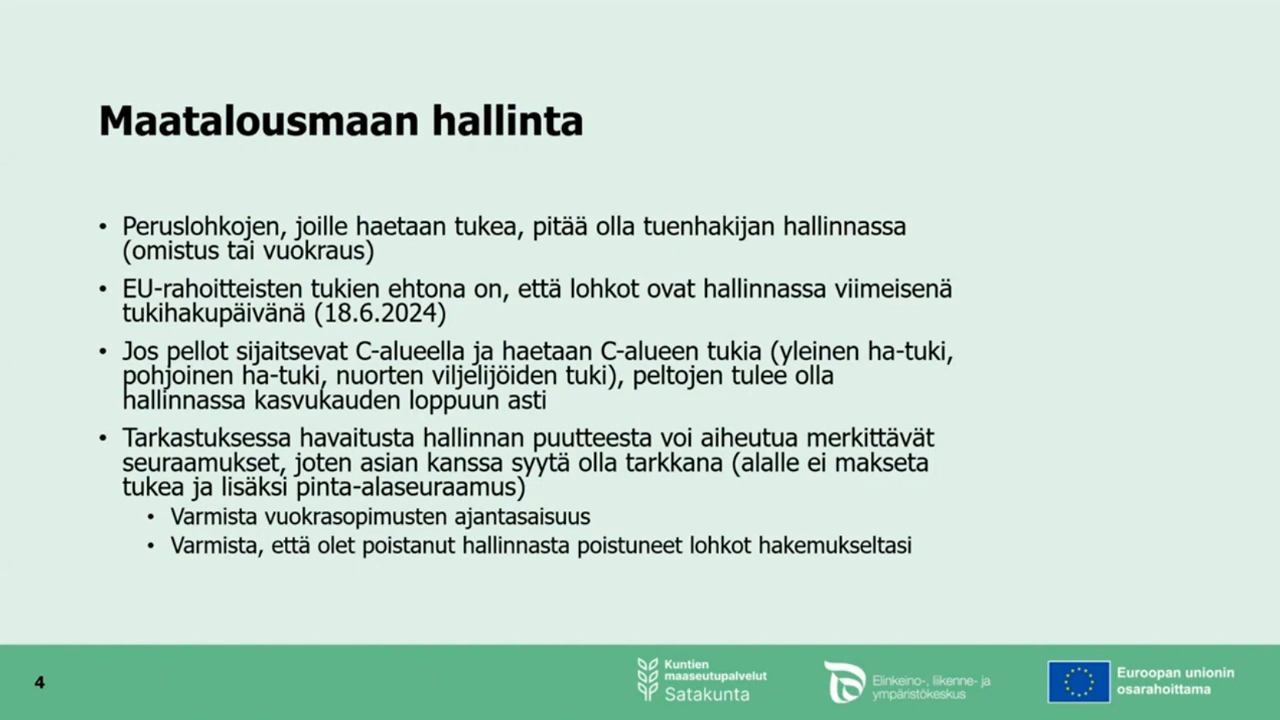 Maatalousmaan hallinta
• Peruslohkojen, joille haetaan tukea, pitää olla tuenhakijan hallinnassa
(omistus tai vuokraus)
• EU-rahoitteisten tukien ehtona on, että lohkot ovat hallinnassa viimeisenä
tukihakupäivänä (18.6.2024)
• Jos pellot sijaitsevat C-alueella ja haetaan C-alueen tukia (yleinen ha-tuki,
pohjoinen ha-tuki, nuorten viljelijöiden tuki), peltojen tulee olla
hallinnassa kasvukauden loppuun asti
• Tarkastuksessa havaitusta hallinnan puutteesta voi aiheutua merkittävät
seuraamukset, joten asian kanssa syytä olla tarkkana (alalle ei makseta
tukea ja lisäksi pinta-alaseuraamus)
• Varmista vuokrasopimusten ajantasaisuus
• Varmista, että olet poistanut hallinnasta poistuneet lohkot hakemukseltasi
4
Kuntien
maaseutupalvelut
Satakunta
Elinkeino-, liikenne- ja
ympäristökeskus
Euroopan unionin
osarahoittama